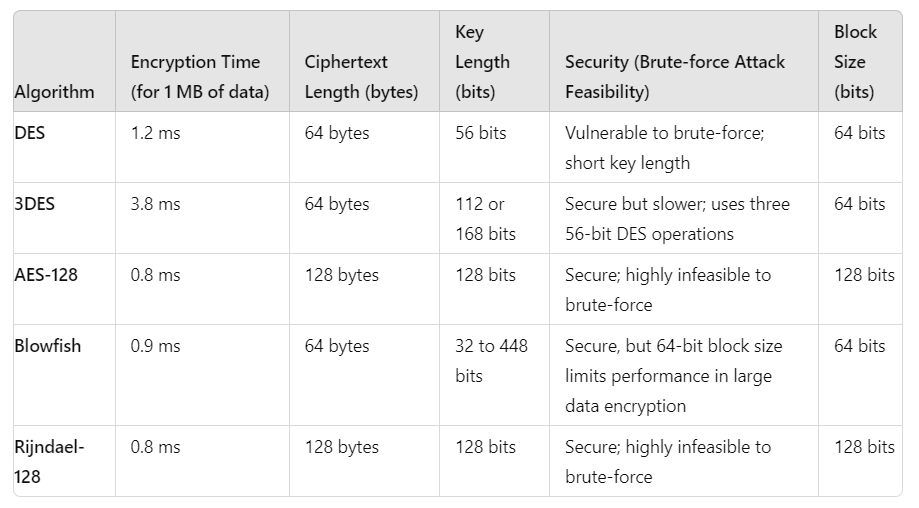 Algorithm
Encryption Time
(for 1 MB of data)
Ciphertext
Length (bytes)
Key
Length
(bits)
Security (Brute-force Attack
Feasibility)
Block
Size
(bits)
DES
1.2 ms
64 bytes
56 bits
Vulnerable to brute-force;
short key length
64 bits
3DES
3.8 ms
64 bytes
112 or
168 bits
Secure but slower; uses three
56-bit DES operations
64 bits
AES-128
0.8 ms
128 bytes
128 bits
Secure; highly infeasible to
brute-force
128 bits
Blowfish
0.9 ms
64 bytes
32 to 448
bits
Secure, but 64-bit block size
limits performance in large
data encryption
64 bits
Rijndael-
128
0.8 ms
128 bytes
128 bits
Secure; highly infeasible to
brute-force
128 bits